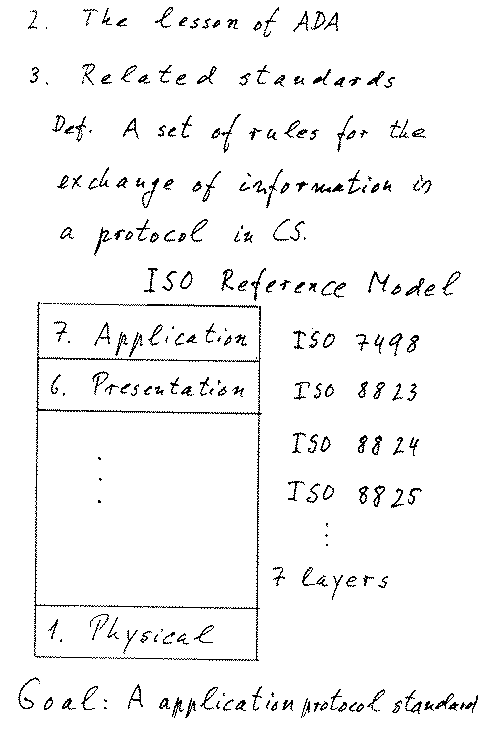 2. The lesson of ADA
3. Related standards
Def. A set of rules for the
exchange of information is
a protocol in CS.
ISO Reference Model
7. Application ISO 7498
6. Presentation ISO 8823
ISO 8824
ISO 8825
7 layers
1. Physical
Goal: A application protocol standard